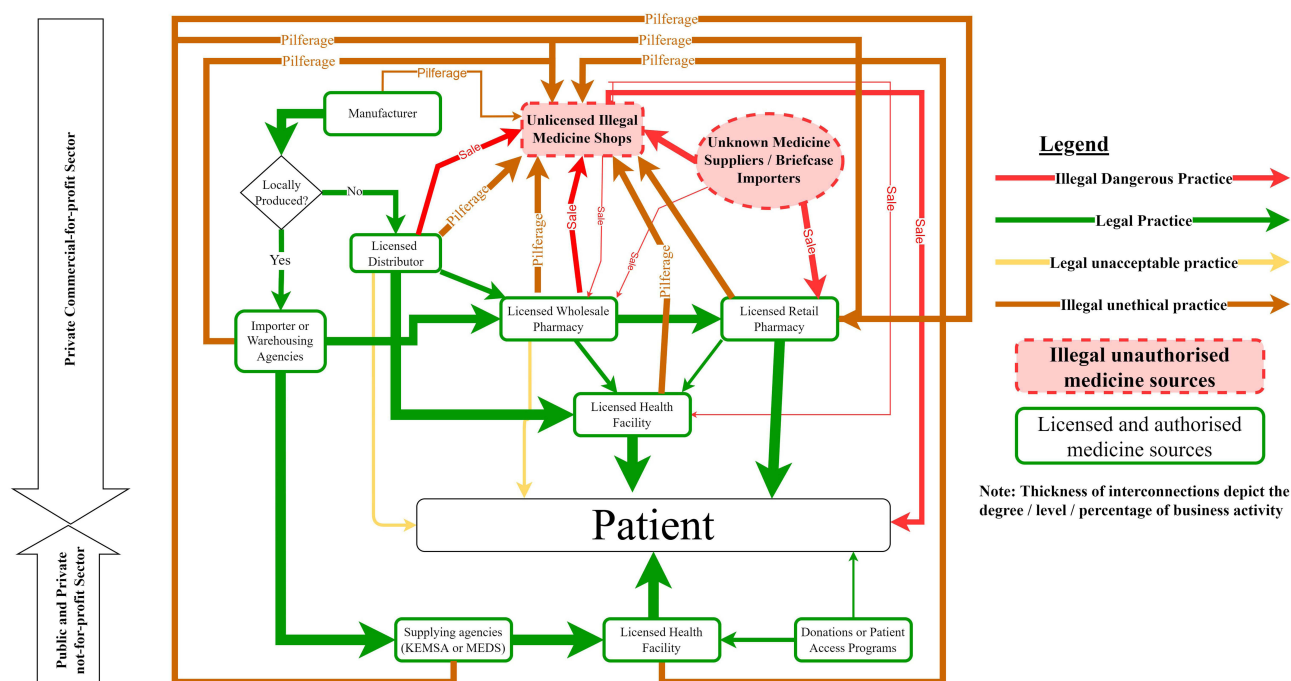 Pilferage
Pilferage
Pilferage
Pilferage
Pilferage
Pilferage
Manufacturer
Unlicensed Illegal
Medicine Shops
Unknown Medicine
Suppliers / Briefcase
Importers
Locally
Produced?
No
Yes
Sale
Pilferage
Pilferage
Sale
Sale
Sale
Pilferage
Sale
Sale
Sale
Licensed
Distributor
Importer or
Warehousing
Agencies
Licensed Wholesale
Pharmacy
Licensed Retail
Pharmacy
Licensed Health
Facility
Patient
Supplying agencies
(KEMSA or MEDS)
Licensed Health
Facility
Donations or Patient
Access Programs
Private Commercial-for-profit Sector
Public and Private
not-for-profit Sector
Legend
Illegal Dangerous Practice
Legal Practice
Legal unacceptable practice
Illegal unethical practice
Illegal unauthorised
medicine sources
Licensed and authorised
medicine sources
Note: Thickness of interconnections depict the
degree / level / percentage of business activity